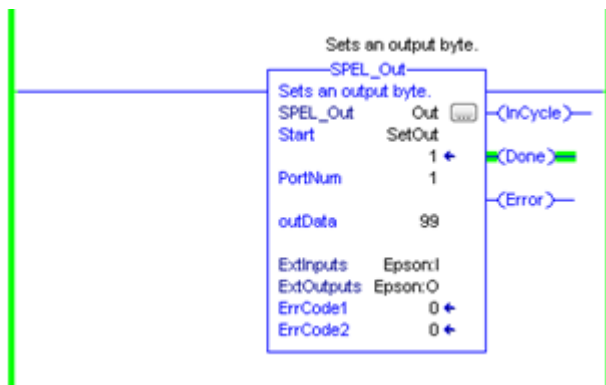 Sets an output byte.
SPEL_Out
Sets an output byte.
SPEL_Out Out ...
(InCycle)
Start SetOut
1
(Done)
PortNum 1
(Error)
outData 99
ExtInputs Epson:I
ExtOutputs Epson:O
ErrCode1 0
ErrCode2 0